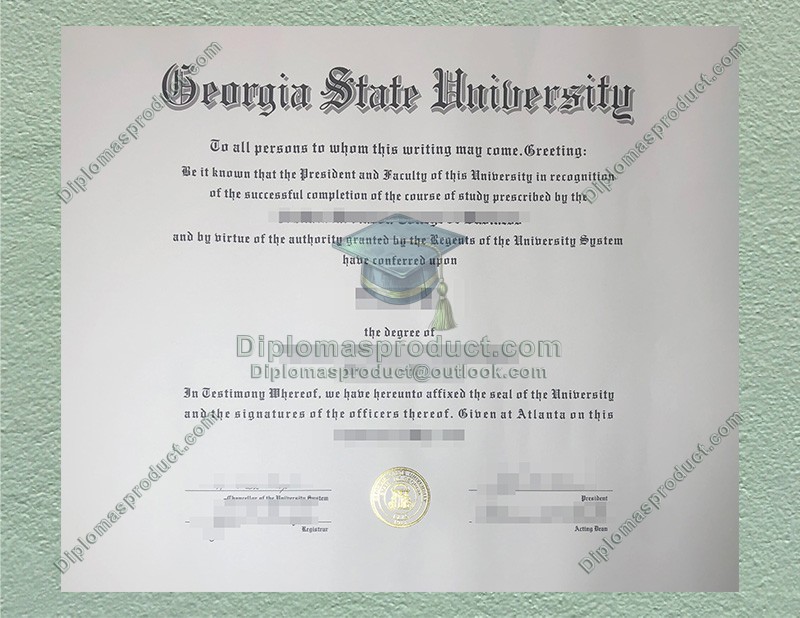 Georgia State University
To all persons to whom this writing may come. Greeting:
Be it known that the President and Faculty of this University in recognition
of the successful completion of the course of study prescribed by the
and by virtue of the authority granted by the Regents of the University System
have conferred upon
the degree of
Diplomasproduct.com
Diplomasproduct@outlook.com
In Testimony Whereof, we have hereunto affixed the seal of the University
and the signatures of the officers thereof. Given at Atlanta on this
Chancellor of the University System
President
Registrar
Acting Dean
Diplomasproduct.com
Diplomasproduct.com
Diplomasproduct.com
Diplomasproduct.com